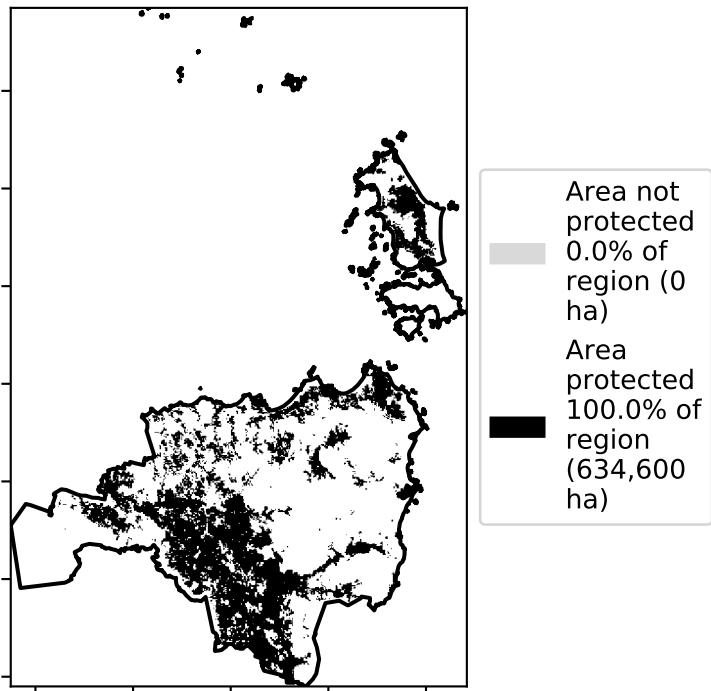 Area not
protected
0.0% of
region (0
ha)
Area
protected
100.0% of
region
(634,600
ha)